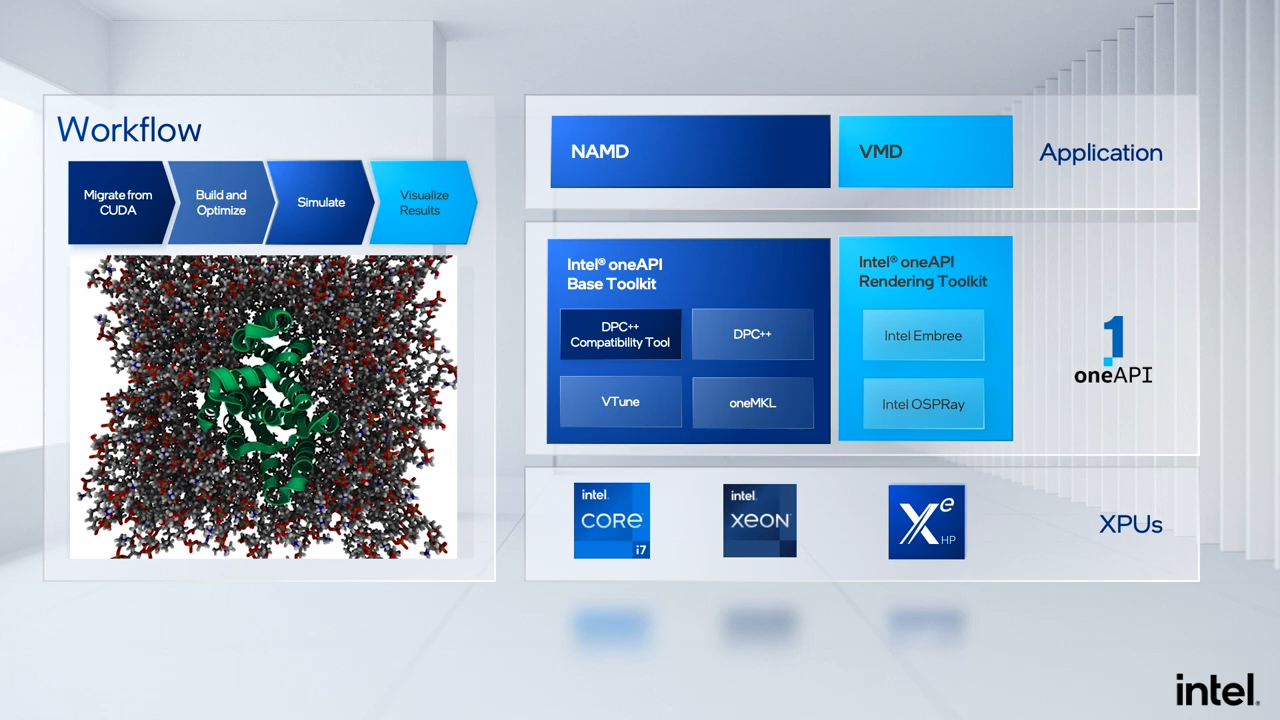 Workflow
Migrate from
CUDA
Build and
Optimize
Simulate
Visualize
Results
NAMD
VMD
Application
Intel® oneAPI
Base Toolkit
DPC++
Compatibility Tool
DPC++
VTune
oneMKL
Intel® oneAPI
Rendering Toolkit
Intel Embree
Intel OSPRay
1
oneAPI
intel.
CORE
i7
intel.
XEON
Xe
HP
XPUs
intel.